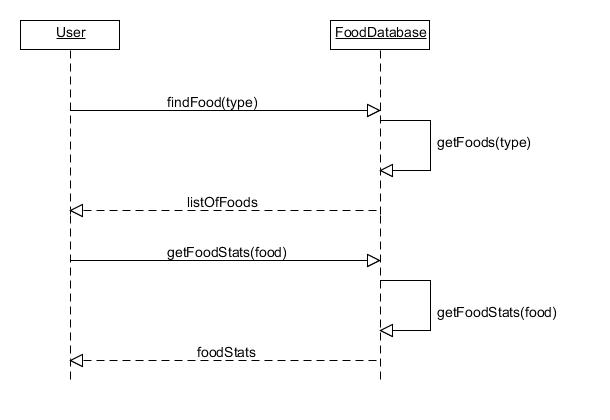 User
FoodDatabase
findFood(type)
getFoods(type)
listOfFoods
getFoodStats(food)
getFoodStats(food)
foodStats